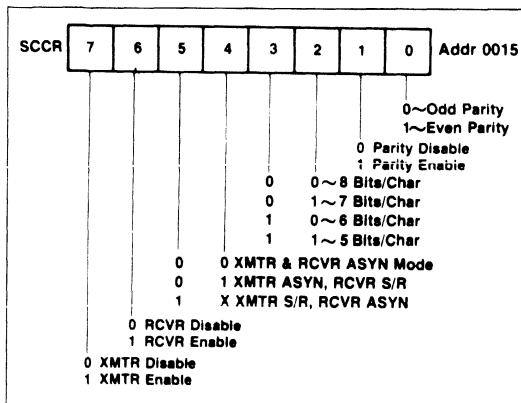 SCCR 7 6 5 4 3 2 1 0 Addr 0015
0~Odd Parity
1~Even Parity
0 Parity Disable
1 Parity Enable
0 0~8 Bits/Char
0 1~7 Bits/Char
1 0~6 Bits/Char
1 1~5 Bits/Char
0 0 XMTR & RCVR ASYN Mode
0 1 XMTR ASYN, RCVR S/R
1 X XMTR S/R, RCVR ASYN
0 RCVR Disable
1 RCVR Enable
0 XMTR Disable
1 XMTR Enable